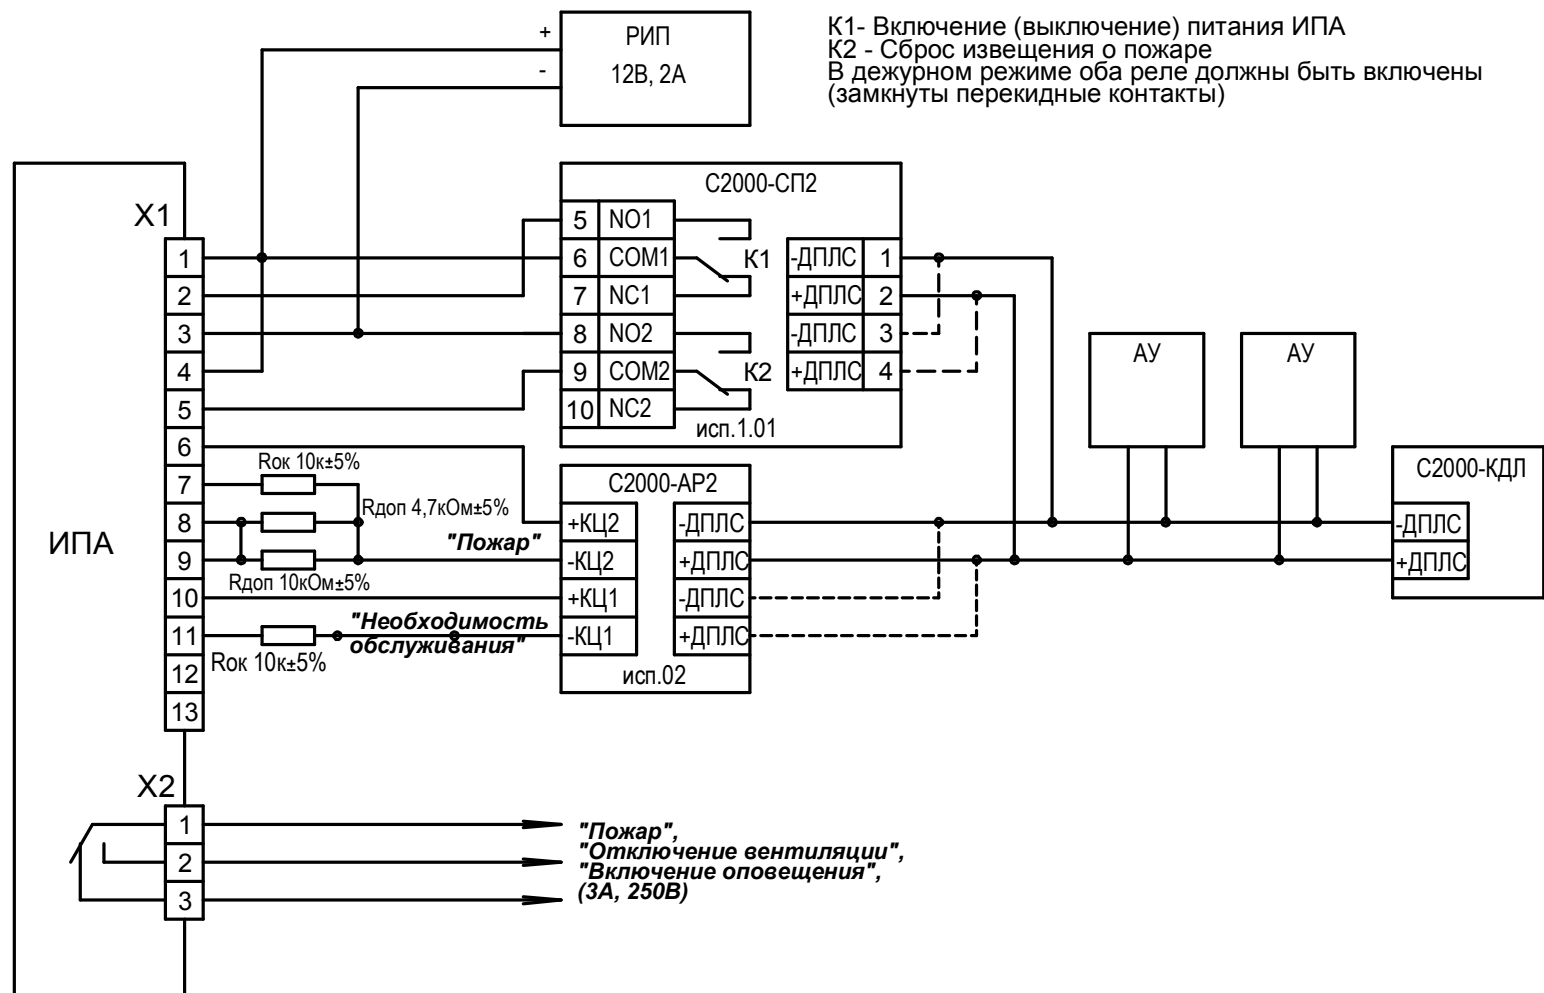 +
РИП
-
12В, 2А
К1- Включение (выключение) питания ИПА
К2 - Сброс извещения о пожаре
В дежурном режиме оба реле должны быть включены
(замкнуты перекидные контакты)
ИПА
X1
1
2
3
4
5
6
7
8
9
10
11
12
13
С2000-СП2
5 NO1
6 COM1
7 NC1
8 NO2
9 COM2
10 NC2
К1
К2
-ДПЛС 1
+ДПЛС 2
-ДПЛС 3
+ДПЛС 4
исп.1.01
АУ
АУ
Rок 10к±5%
Rдоп 4,7кОм±5%
"Пожар"
Rдоп 10кОм±5%
"Необходимость
обслуживания"
Rок 10к±5%
С2000-АР2
+КЦ2 -ДПЛС
-КЦ2 +ДПЛС
+КЦ1 -ДПЛС
-КЦ1 +ДПЛС
исп.02
С2000-КДЛ
-ДПЛС
+ДПЛС
X2
1
2
3
"Пожар",
"Отключение вентиляции",
"Включение оповещения",
(3А, 250В)